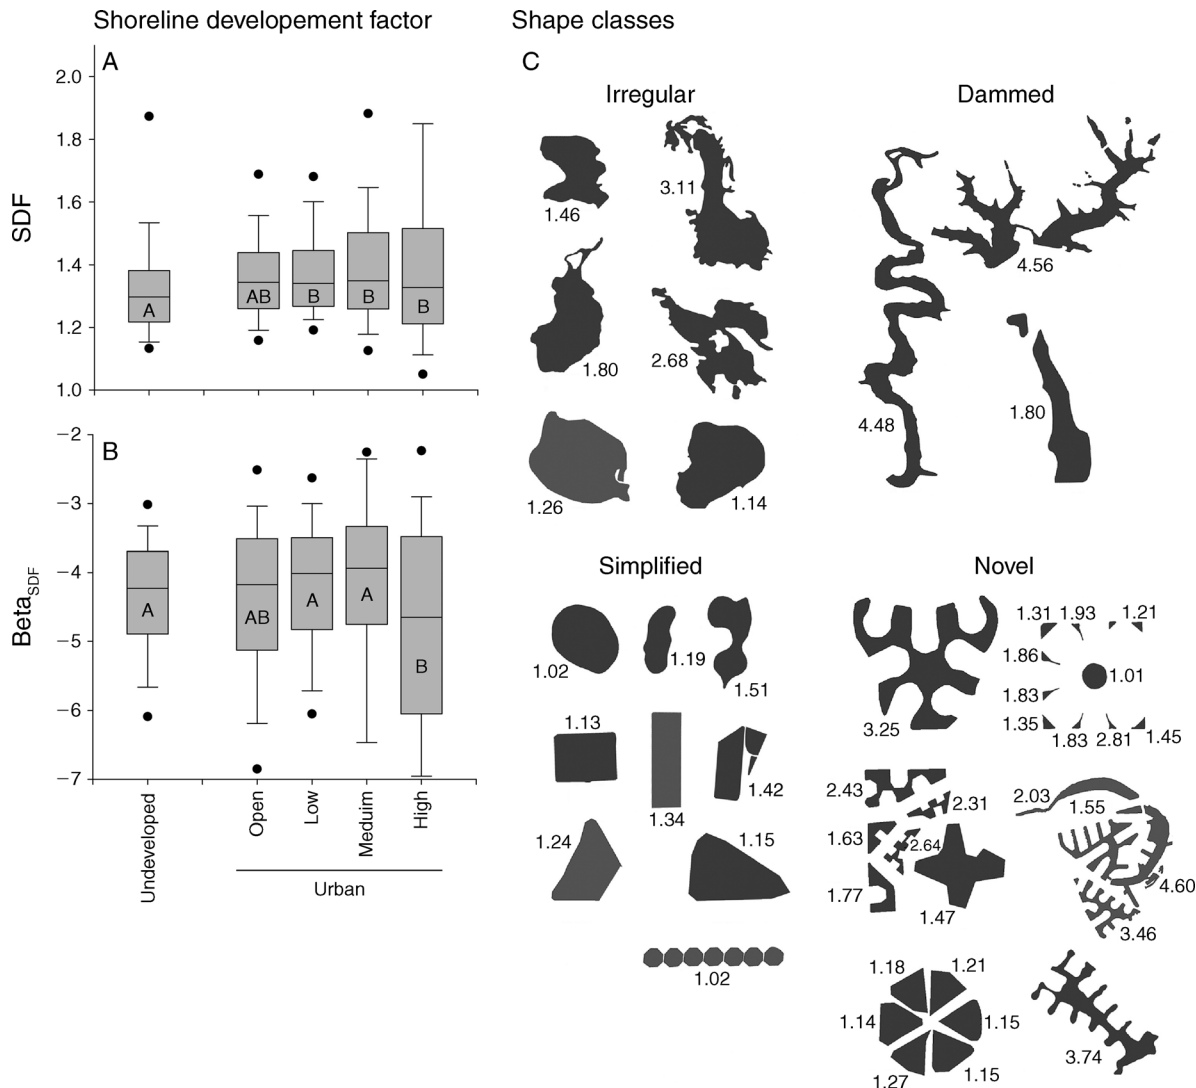 Shoreline developement factor
Shape classes
A
SDF
2.0
1.8
1.6
1.4
1.2
1.0
A
AB
B
B
B
B
Beta SDF
−2
−3
−4
−5
−6
−7
A
AB
A
A
B
Undeveloped
Open
Low
Meduim
High
Urban
C
Irregular
1.46
3.11
1.80
2.68
1.26
1.14
Dammed
4.48
4.56
1.80
Simplified
1.02
1.19
1.51
1.13
1.34
1.42
1.24
1.15
1.02
Novel
3.25
1.31 1.93 1.21
1.86
1.01
1.83
1.35
1.83 2.81 1.45
2.43
2.31
1.63
2.64
1.77
1.47
2.03
1.55
4.60
3.46
1.18 1.21
1.14 1.15
1.27 1.15
3.74